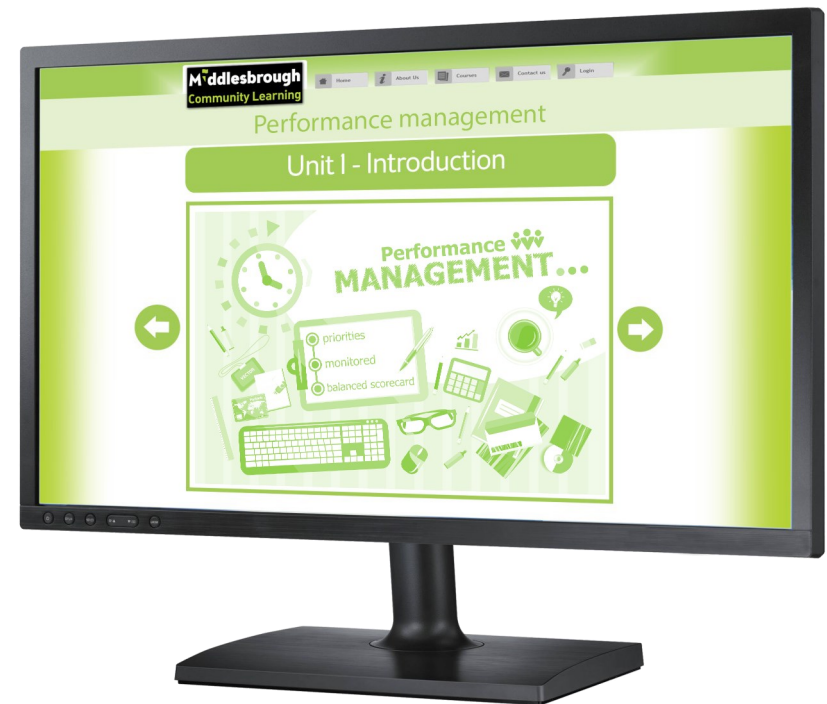 Middlesbrough
Community Learning
Home
About Us
Courses
Contact us
Login
Performance management
Unit I - Introduction
Performance
MANAGEMENT...
priorities
monitored
balanced scorecard